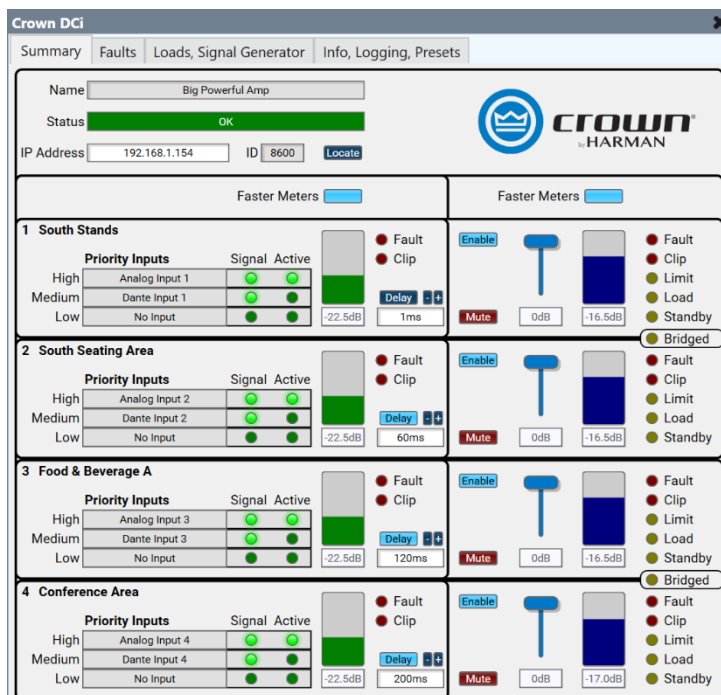 Crown DCi
Summary Faults Loads, Signal Generator Info, Logging, Presets
Name Big Powerful Amp
Status OK
IP Address 192.168.1.154 ID 8600 Locate
crown®
by HARMAN
Faster Meters Faster Meters
1 South Stands
Priority Inputs Signal Active
High Analog Input 1
Medium Dante Input 1
Low No Input
-22.5dB
Fault
Clip
Delay - +
1ms
Enable
Mute 0dB -16.5dB
Fault
Clip
Limit
Load
Standby
Bridged
2 South Seating Area
Priority Inputs Signal Active
High Analog Input 2
Medium Dante Input 2
Low No Input
-22.5dB
Fault
Clip
Delay - +
60ms
Enable
Mute 0dB -16.5dB
Fault
Clip
Limit
Load
Standby
3 Food & Beverage A
Priority Inputs Signal Active
High Analog Input 3
Medium Dante Input 3
Low No Input
-22.5dB
Fault
Clip
Delay - +
120ms
Enable
Mute 0dB -16.5dB
Fault
Clip
Limit
Load
Standby
Bridged
4 Conference Area
Priority Inputs Signal Active
High Analog Input 4
Medium Dante Input 4
Low No Input
-22.5dB
Fault
Clip
Delay - +
200ms
Enable
Mute 0dB -17.0dB
Fault
Clip
Limit
Load
Standby